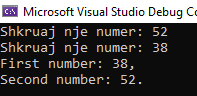 Microsoft Visual Studio Debug Co
Shkruaj nje numer: 52
Shkruaj nje numer: 38
First number: 38,
Second number: 52.